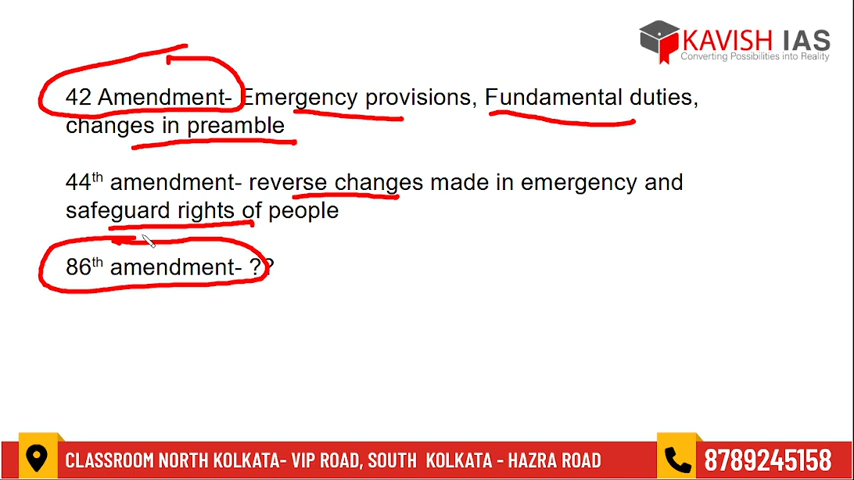 KAVISH IAS
Converting Possibilities into Reality
42 Amendment- Emergency provisions, Fundamental duties,
changes in preamble
44th amendment- reverse changes made in emergency and
safeguard rights of people
86th amendment- ??
CLASSROOM NORTH KOLKATA- VIP ROAD, SOUTH KOLKATA - HAZRA ROAD
8789245158